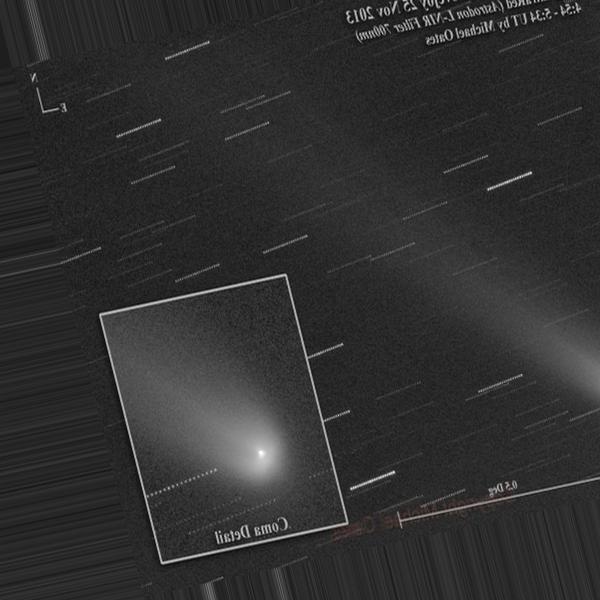 25 Nov 2013
(Astrodon L-NIR Filter 700nm)
4:54 - 5:34 UT by Michael Oates
N
E
Coma Detail
0.5 Deg